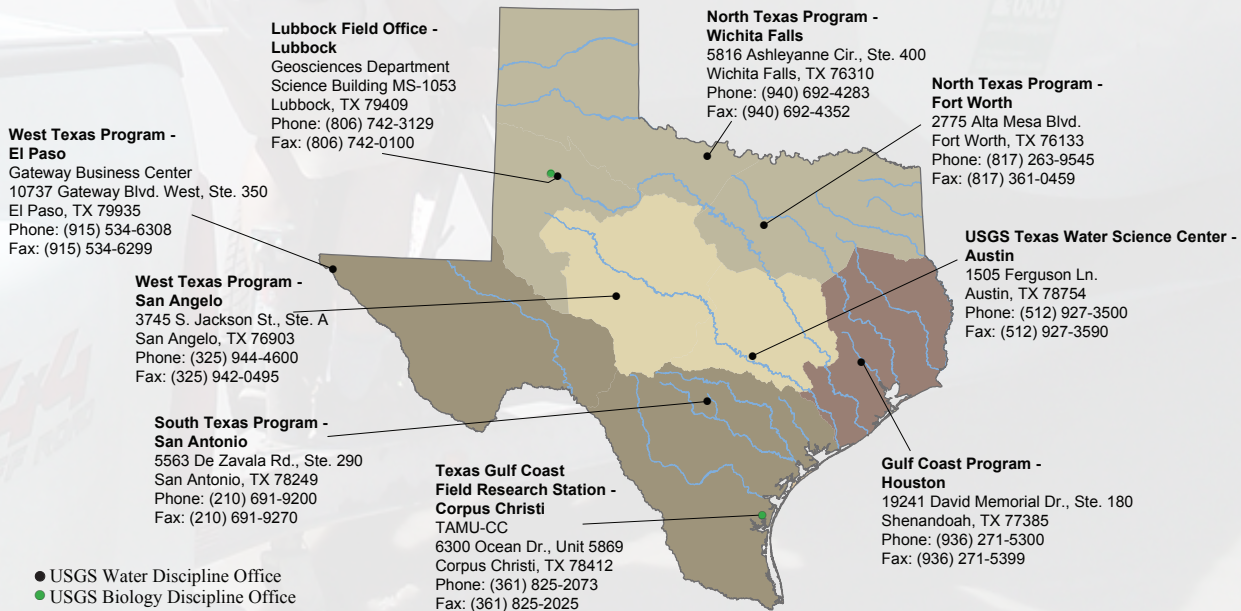 Lubbock Field Office -
Lubbock
Geosciences Department
Science Building MS-1053
Lubbock, TX 79409
Phone: (806) 742-3129
Fax: (806) 742-0100
North Texas Program -
Wichita Falls
5816 Ashleyanne Cir., Ste. 400
Wichita Falls, TX 76310
Phone: (940) 692-4283
Fax: (940) 692-4352
North Texas Program -
Fort Worth
2775 Alta Mesa Blvd.
Fort Worth, TX 76133
Phone: (817) 263-9545
Fax: (817) 361-0459
West Texas Program -
El Paso
Gateway Business Center
10737 Gateway Blvd. West, Ste. 350
El Paso, TX 79935
Phone: (915) 534-6308
Fax: (915) 534-6299
USGS Texas Water Science Center -
Austin
1505 Ferguson Ln.
Austin, TX 78754
Phone: (512) 927-3500
Fax: (512) 927-3590
West Texas Program -
San Angelo
3745 S. Jackson St., Ste. A
San Angelo, TX 76903
Phone: (325) 944-4600
Fax: (325) 942-0495
South Texas Program -
San Antonio
5563 De Zavala Rd., Ste. 290
San Antonio, TX 78249
Phone: (210) 691-9200
Fax: (210) 691-9270
Texas Gulf Coast
Field Research Station -
Corpus Christi
TAMU-CC
6300 Ocean Dr., Unit 5869
Corpus Christi, TX 78412
Phone: (361) 825-2073
Fax: (361) 825-2025
Gulf Coast Program -
Houston
19241 David Memorial Dr., Ste. 180
Shenandoah, TX 77385
Phone: (936) 271-5300
Fax: (936) 271-5399
USGS Water Discipline Office
USGS Biology Discipline Office